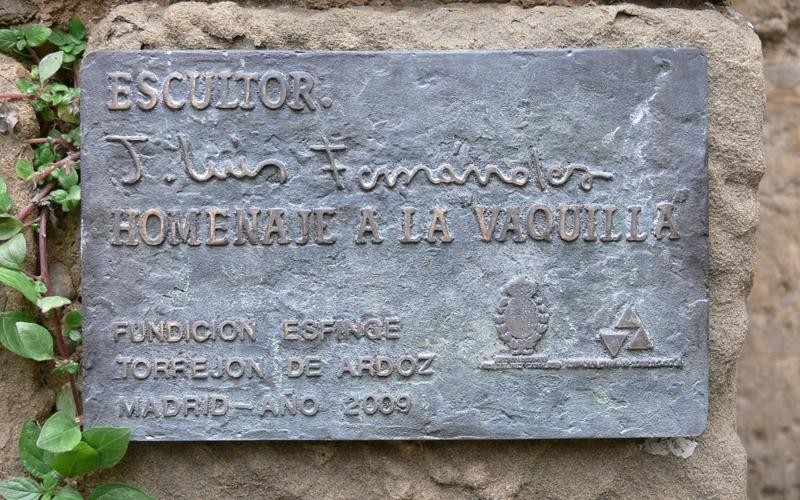 ESCULTOR.
J. Luis Fernández
HOMENAJE A LA "VAQUILLA"
FUNDICION ESFINGE
TORREJON DE ARDOZ
MADRID-AÑO 2009